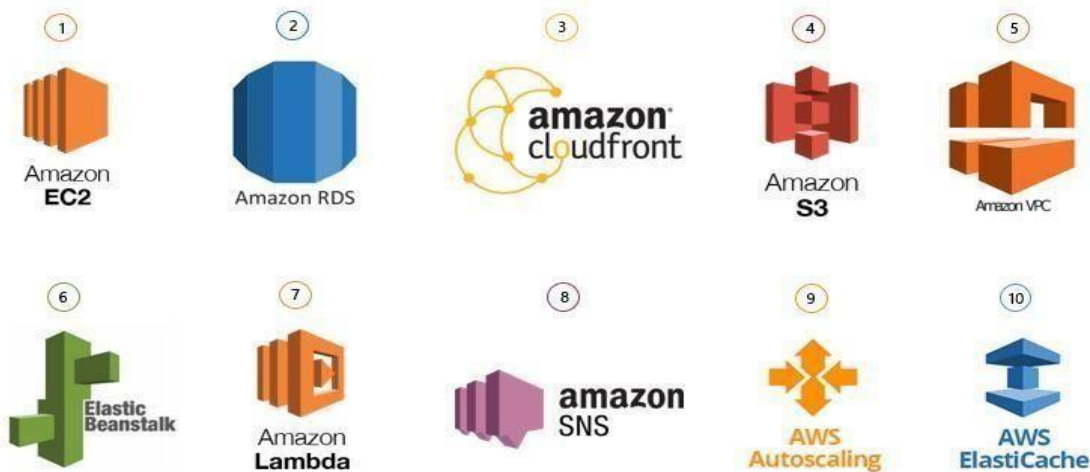 1
2
3
4
5
Amazon
EC2
Amazon RDS
amazon
cloudfront
Amazon
S3
Amazon VPC
6
7
8
9
10
Elastic
Beanstalk
Amazon
Lambda
amazon
SNS
AWS
Autoscaling
AWS
ElastiCache